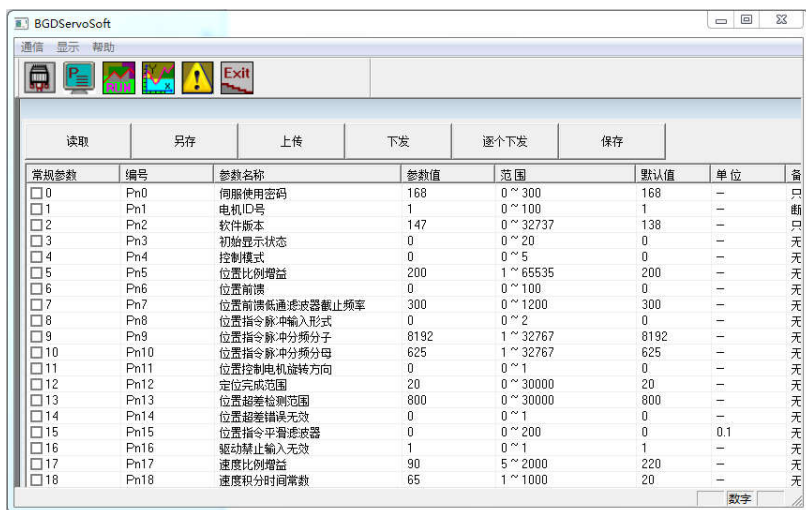 BGDServoSoft
通信 显示 帮助
P AUTO Y X ! Exit
读取 另存 上传 下发 逐个下发 保存
常规参数 编号 参数名称 参数值 范围 默认值 单位 备
0 Pn0 伺服使用密码 168 0 ~ 300 168 — 只
1 Pn1 电机ID号 1 0 ~ 100 1 — 断
2 Pn2 软件版本 147 0 ~ 32737 138 — 只
3 Pn3 初始显示状态 0 0 ~ 20 0 — 无
4 Pn4 控制模式 0 0 ~ 5 0 — 无
5 Pn5 位置比例增益 200 1 ~ 65535 200 — 无
6 Pn6 位置前馈 0 0 ~ 100 0 — 无
7 Pn7 位置前馈低通滤波器截止频率 300 0 ~ 1200 300 — 无
8 Pn8 位置指令脉冲输入形式 0 0 ~ 2 0 — 无
9 Pn9 位置指令脉冲分频分子 8192 1 ~ 32767 8192 — 无
10 Pn10 位置指令脉冲分频分母 625 1 ~ 32767 625 — 无
11 Pn11 位置控制电机旋转方向 0 0 ~ 1 0 — 无
12 Pn12 定位完成范围 20 0 ~ 30000 20 — 无
13 Pn13 位置超差检测范围 800 0 ~ 30000 800 — 无
14 Pn14 位置超差错误无效 0 0 ~ 1 0 — 无
15 Pn15 位置指令平滑滤波器 0 0 ~ 200 0 0.1 无
16 Pn16 驱动禁止输入无效 1 0 ~ 1 1 — 无
17 Pn17 速度比例增益 90 5 ~ 2000 220 — 无
18 Pn18 速度积分时间常数 65 1 ~ 1000 20 — 无
数字